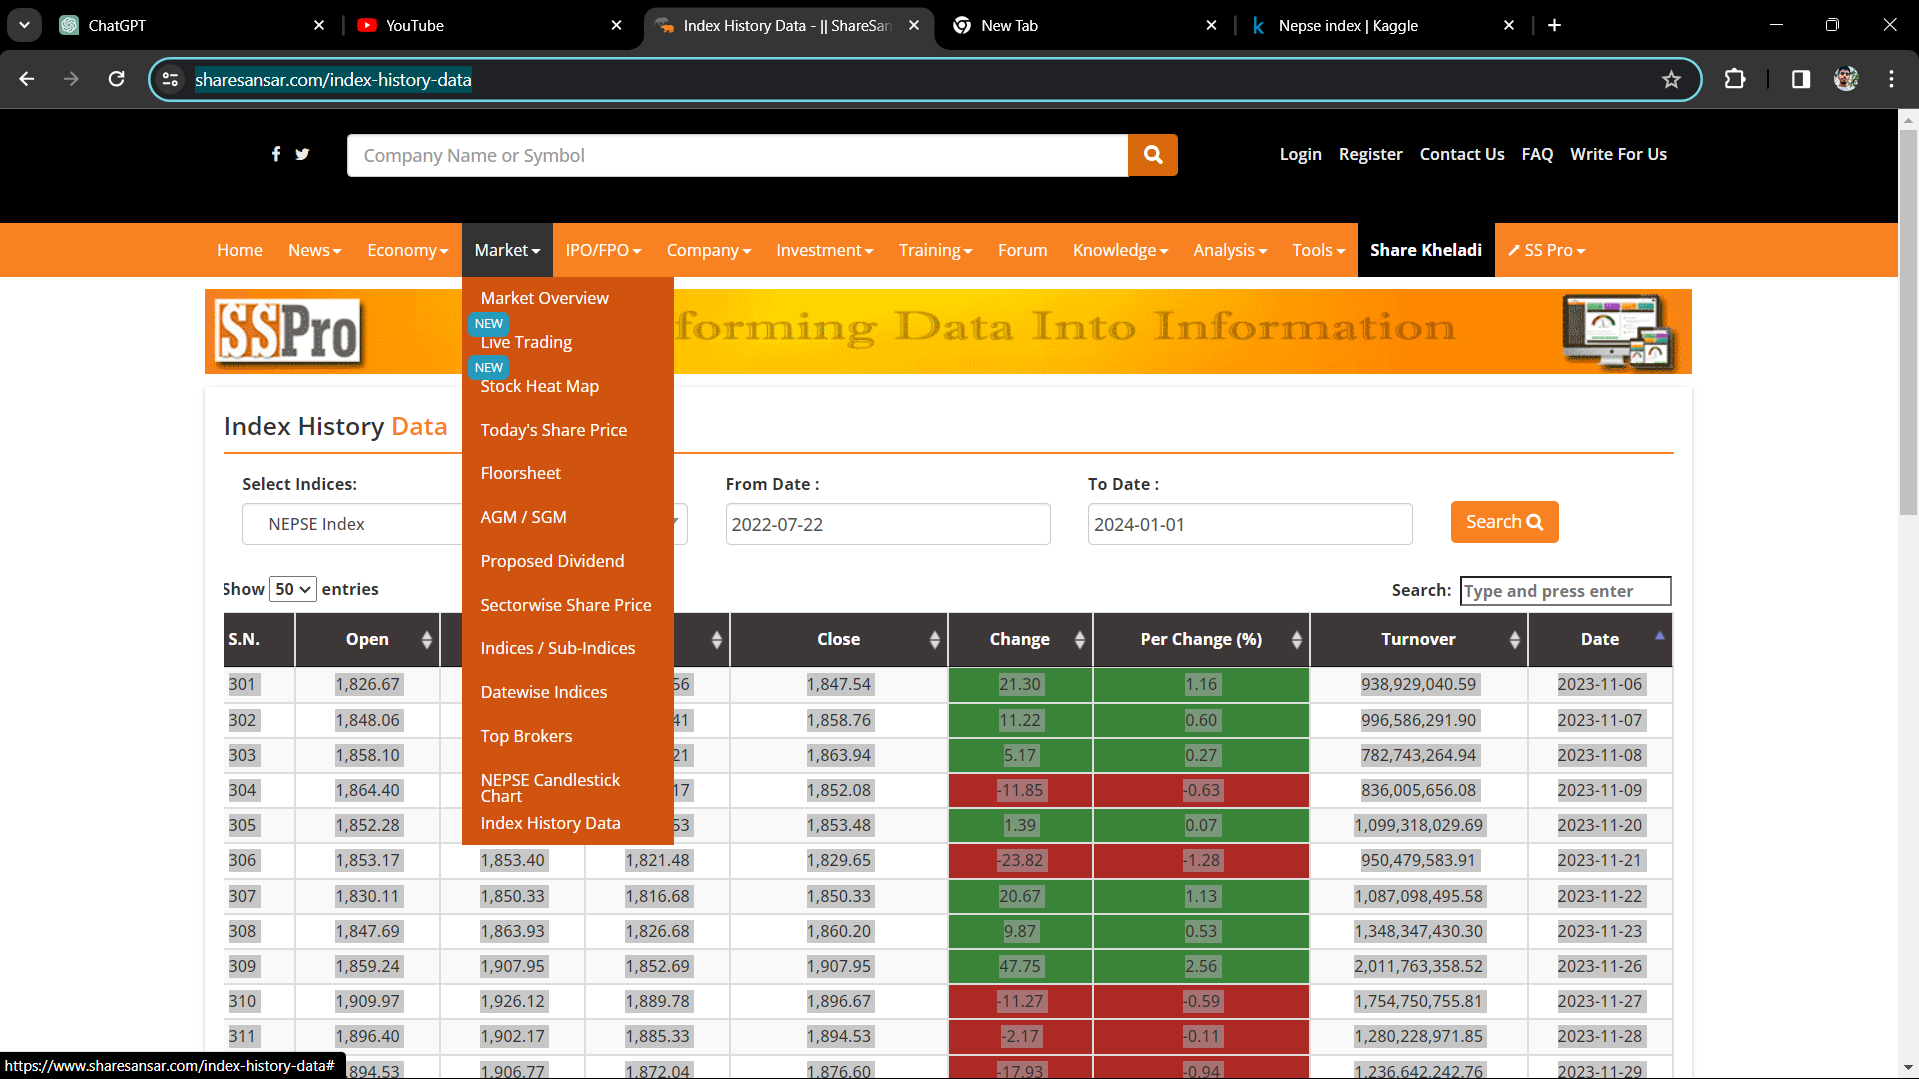 ChatGPT YouTube Index History Data - || ShareSan New Tab Nepse index | Kaggle
sharesansar.com/index-history-data
Company Name or Symbol
Login Register Contact Us FAQ Write For Us
Home News Economy Market IPO/FPO Company Investment Training Forum Knowledge Analysis Tools Share Kheladi SS Pro
Market Overview
NEW
Live Trading
NEW
Stock Heat Map
Today's Share Price
Floorsheet
AGM / SGM
Proposed Dividend
Sectorwise Share Price
Indices / Sub-Indices
Datewise Indices
Top Brokers
NEPSE Candlestick
Chart
Index History Data
SSPro forming Data Into Information
Index History Data
Select Indices: From Date : To Date :
NEPSE Index 2022-07-22 2024-01-01 Search
Show 50 entries Search: Type and press enter
S.N. Open Close Change Per Change (%) Turnover Date
301 1,826.67 56 1,847.54 21.30 1.16 938,929,040.59 2023-11-06
302 1,848.06 41 1,858.76 11.22 0.60 996,586,291.90 2023-11-07
303 1,858.10 21 1,863.94 5.17 0.27 782,743,264.94 2023-11-08
304 1,864.40 17 1,852.08 -11.85 -0.63 836,005,656.08 2023-11-09
305 1,852.28 53 1,853.48 1.39 0.07 1,099,318,029.69 2023-11-20
306 1,853.17 1,853.40 1,821.48 1,829.65 -23.82 -1.28 950,479,583.91 2023-11-21
307 1,830.11 1,850.33 1,816.68 1,850.33 20.67 1.13 1,087,098,495.58 2023-11-22
308 1,847.69 1,863.93 1,826.68 1,860.20 9.87 0.53 1,348,347,430.30 2023-11-23
309 1,859.24 1,907.95 1,852.69 1,907.95 47.75 2.56 2,011,763,358.52 2023-11-26
310 1,909.97 1,926.12 1,889.78 1,896.67 -11.27 -0.59 1,754,750,755.81 2023-11-27
311 1,896.40 1,902.17 1,885.33 1,894.53 -2.17 -0.11 1,280,228,971.85 2023-11-28
894.53 1,906.77 1,872.04 1,876.60 -17.93 -0.94 1,236,642,242.76 2023-11-29
https://www.sharesansar.com/index-history-data#